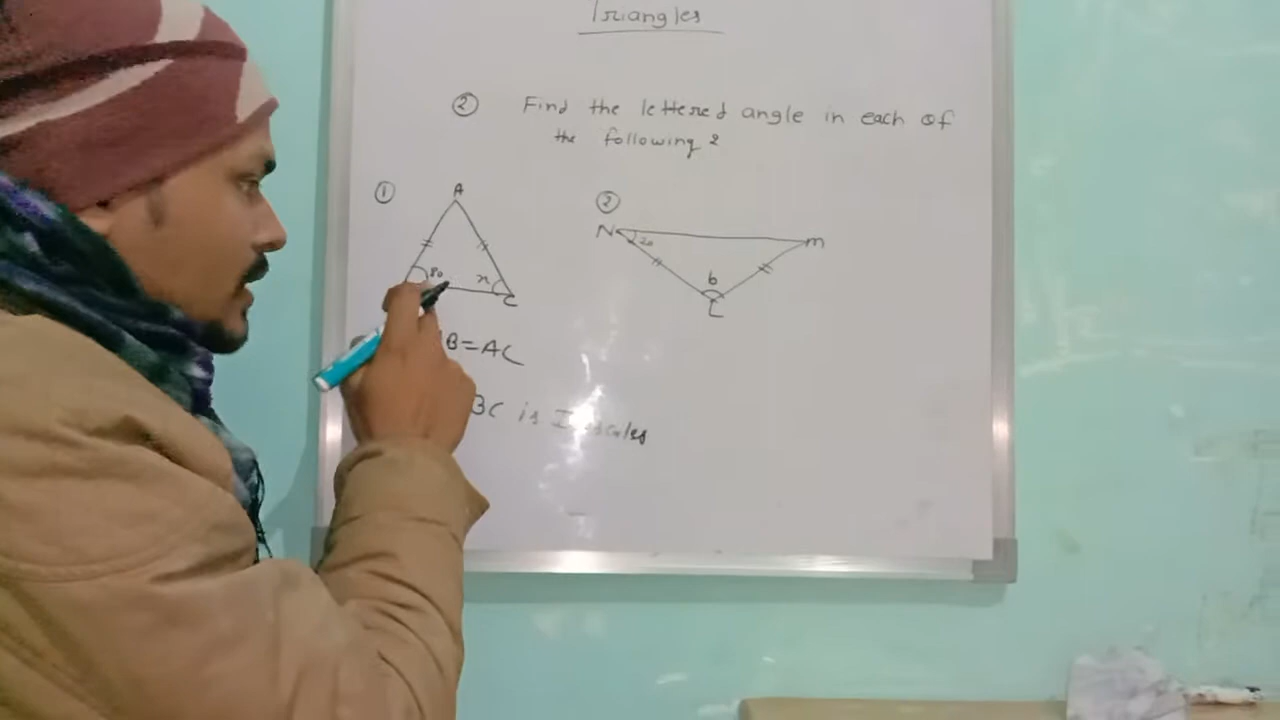 Triangles
② Find the lettered angle in each of
the following ?
① A
80 x
C
② N 20 M
b
L
B=AC
BC is Isosceles